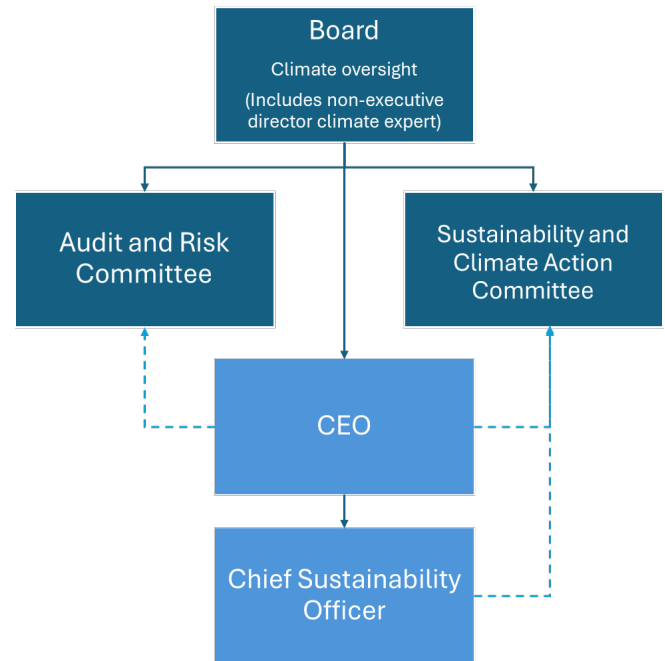 Board
Climate oversight
(Includes non-executive
director climate expert)
Audit and Risk
Committee
Sustainability and
Climate Action
Committee
CEO
Chief Sustainability
Officer